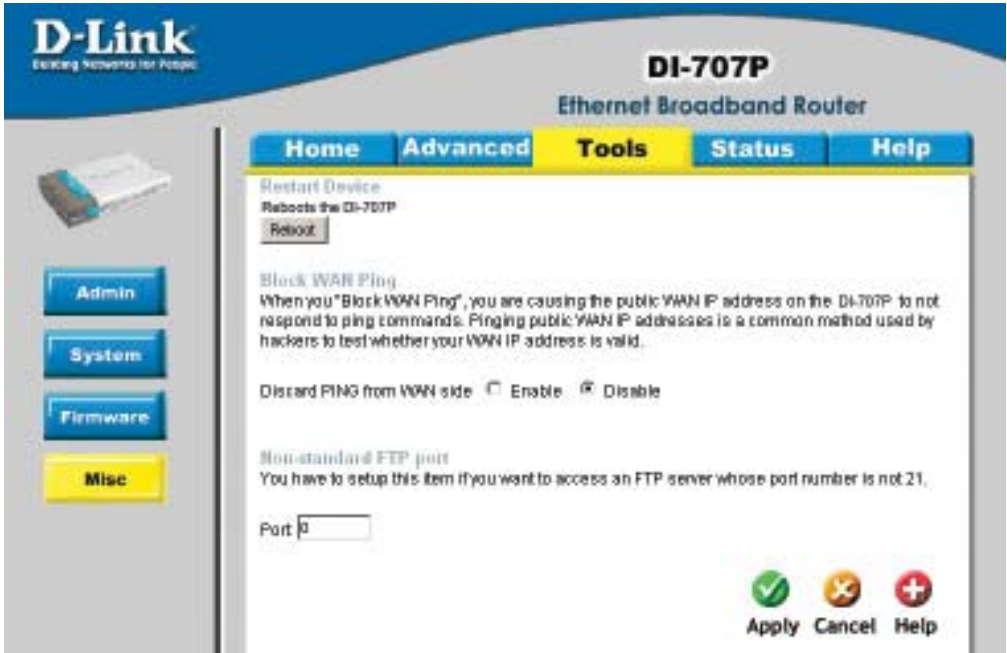 D-Link
Building Networks for People
DI-707P
Ethernet Broadband Router
Home
Advanced
Tools
Status
Help
Admin
System
Firmware
Misc
Restart Device
Reboots the DI-707P
Reboot
Block WAN Ping
When you "Block WAN Ping", you are causing the public WAN IP address on the DI-707P to not
respond to ping commands. Pinging public WAN IP addresses is a common method used by
hackers to test whether your WAN IP address is valid.
Discard PING from WAN side Enable Disable
Non-standard FTP port
You have to setup this item if you want to access an FTP server whose port number is not 21.
Port 0
Apply
Cancel
Help